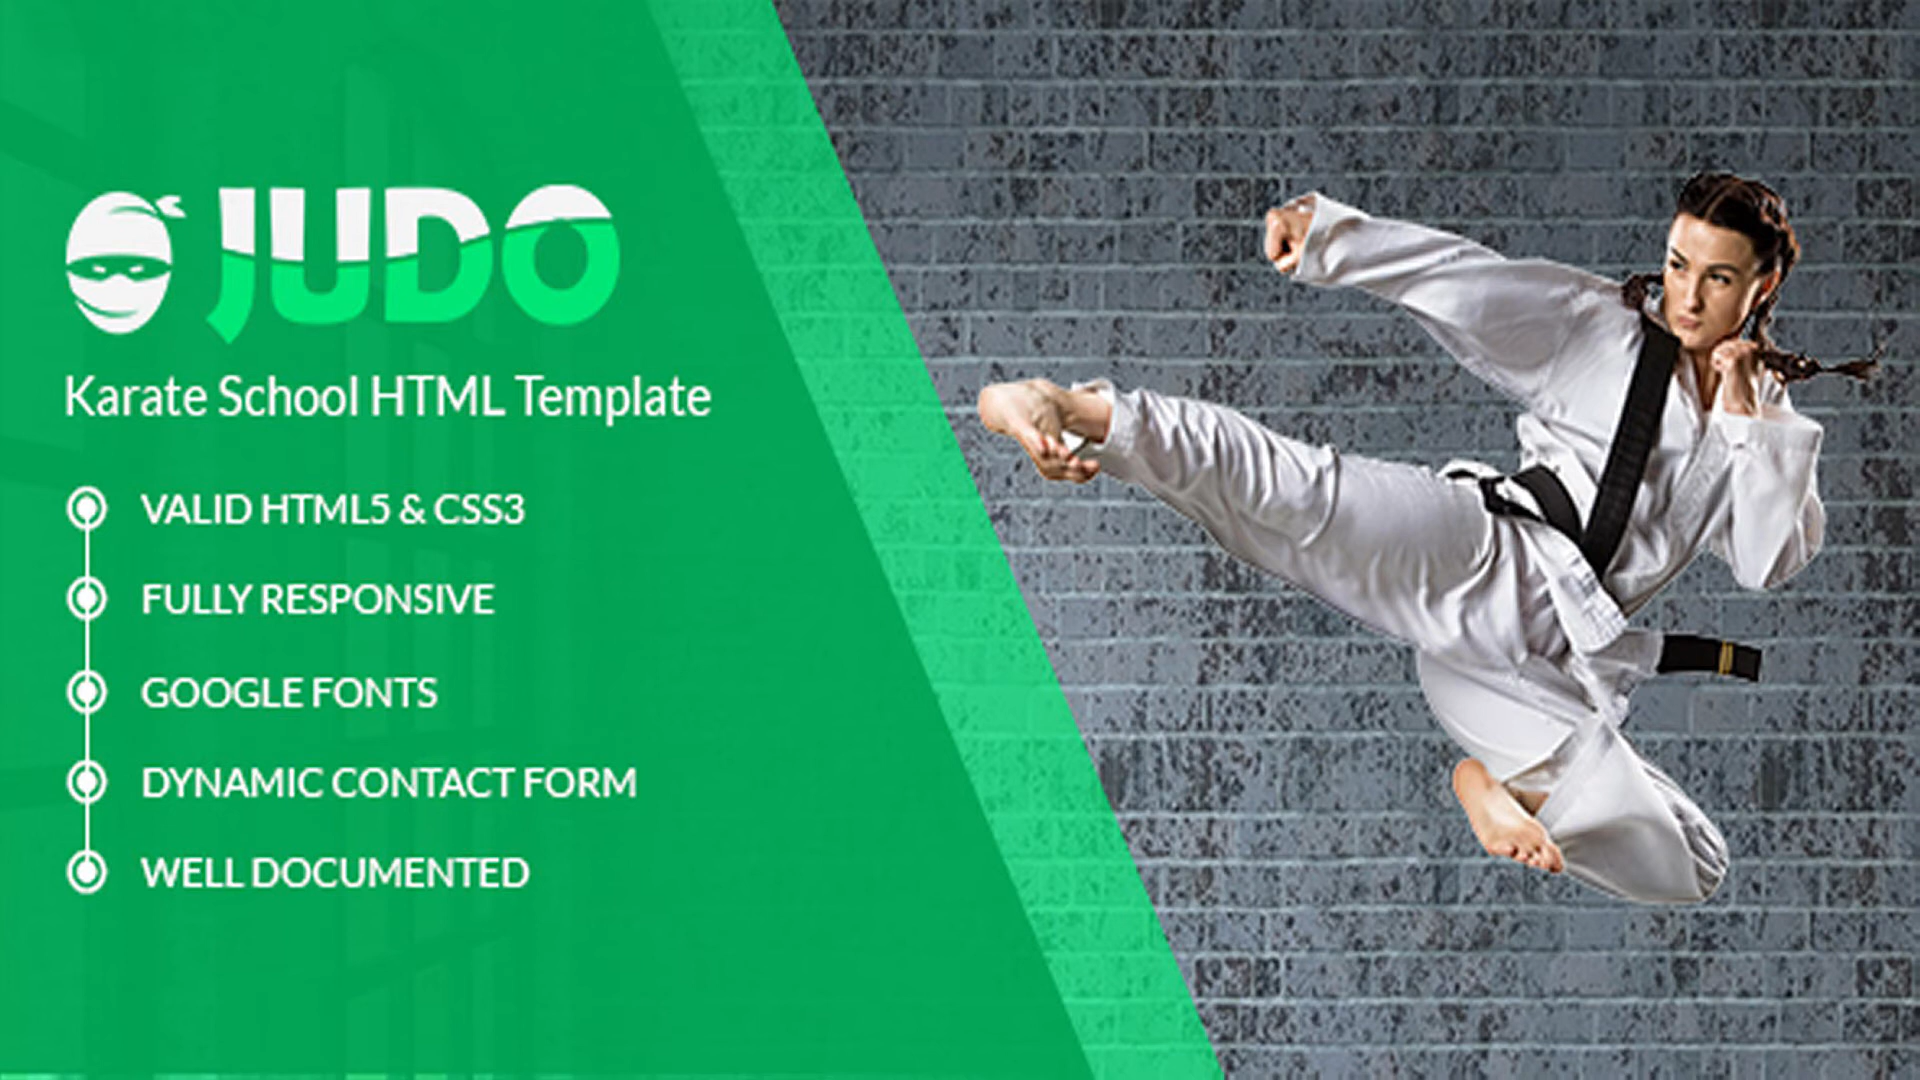 JUDO
Karate School HTML Template
VALID HTML5 & CSS3
FULLY RESPONSIVE
GOOGLE FONTS
DYNAMIC CONTACT FORM
WELL DOCUMENTED